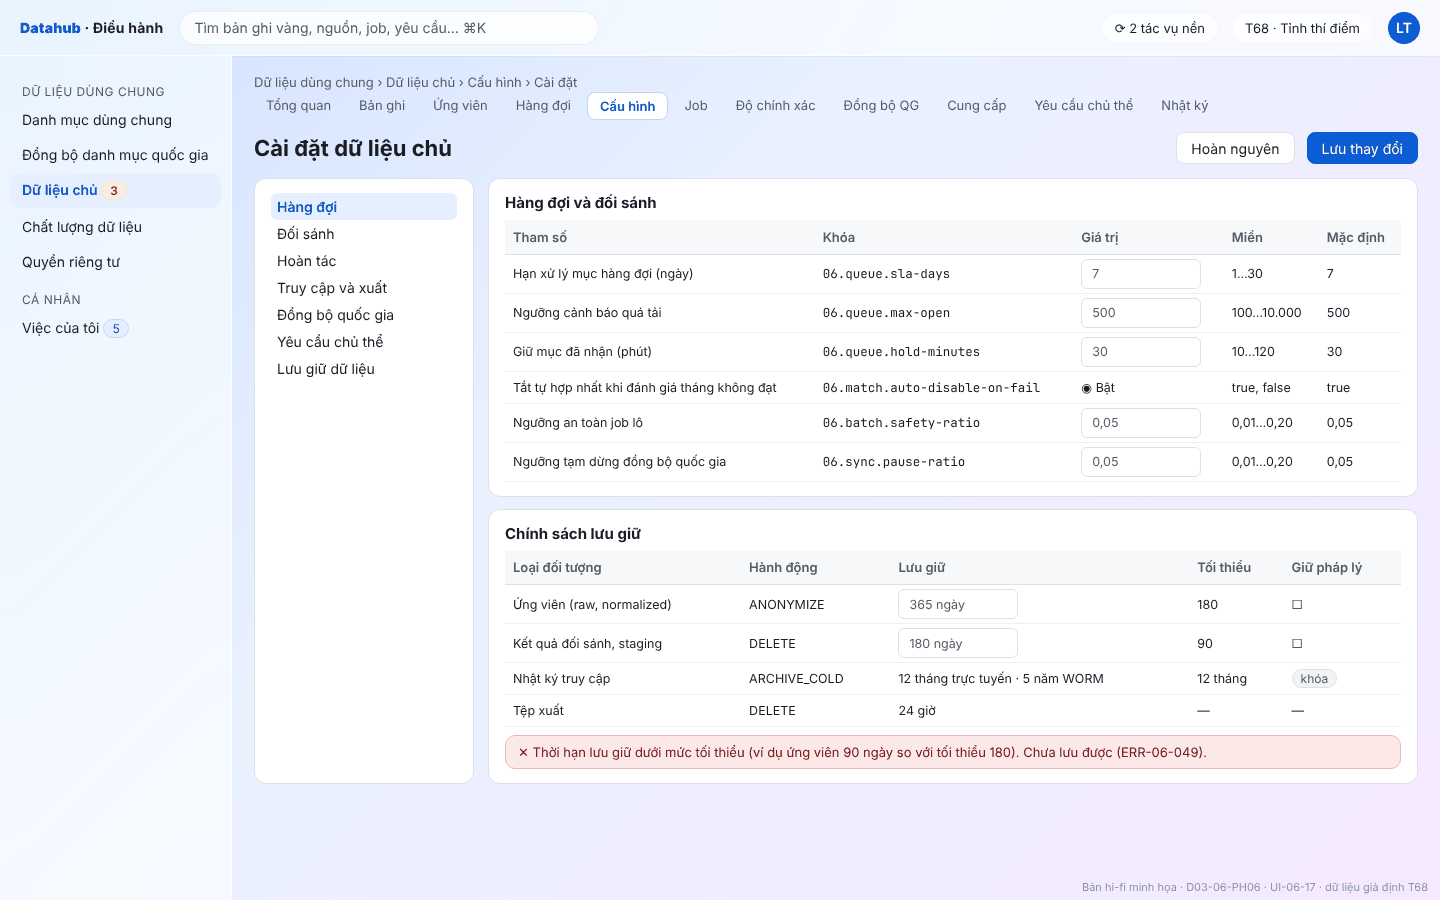 Datahub · Điều hành
Tìm bản ghi vàng, nguồn, job, yêu cầu... ⌘K
⟳ 2 tác vụ nền
T68 · Tỉnh thí điểm
LT
DỮ LIỆU DÙNG CHUNG
Danh mục dùng chung
Đồng bộ danh mục quốc gia
Dữ liệu chủ 3
Chất lượng dữ liệu
Quyền riêng tư
CÁ NHÂN
Việc của tôi 5
Dữ liệu dùng chung › Dữ liệu chủ › Cấu hình › Cài đặt
Tổng quan Bản ghi Ứng viên Hàng đợi Cấu hình Job Độ chính xác Đồng bộ QG Cung cấp Yêu cầu chủ thể Nhật ký
Cài đặt dữ liệu chủ
Hoàn nguyên
Lưu thay đổi
Hàng đợi
Đối sánh
Hoàn tác
Truy cập và xuất
Đồng bộ quốc gia
Yêu cầu chủ thể
Lưu giữ dữ liệu
Hàng đợi và đối sánh
Tham số Khóa Giá trị Miền Mặc định
Hạn xử lý mục hàng đợi (ngày) 06.queue.sla-days 7 1...30 7
Ngưỡng cảnh báo quá tải 06.queue.max-open 500 100...10.000 500
Giữ mục đã nhận (phút) 06.queue.hold-minutes 30 10...120 30
Tắt tự hợp nhất khi đánh giá tháng không đạt 06.match.auto-disable-on-fail ◉ Bật true, false true
Ngưỡng an toàn job lô 06.batch.safety-ratio 0,05 0,01...0,20 0,05
Ngưỡng tạm dừng đồng bộ quốc gia 06.sync.pause-ratio 0,05 0,01...0,20 0,05
Chính sách lưu giữ
Loại đối tượng Hành động Lưu giữ Tối thiểu Giữ pháp lý
Ứng viên (raw, normalized) ANONYMIZE 365 ngày 180 ☐
Kết quả đối sánh, staging DELETE 180 ngày 90 ☐
Nhật ký truy cập ARCHIVE_COLD 12 tháng trực tuyến · 5 năm WORM 12 tháng khóa
Tệp xuất DELETE 24 giờ — —
✕ Thời hạn lưu giữ dưới mức tối thiểu (ví dụ ứng viên 90 ngày so với tối thiểu 180). Chưa lưu được (ERR-06-049).
Bản hi-fi minh họa · D03-06-PH06 · UI-06-17 · dữ liệu giả định T68